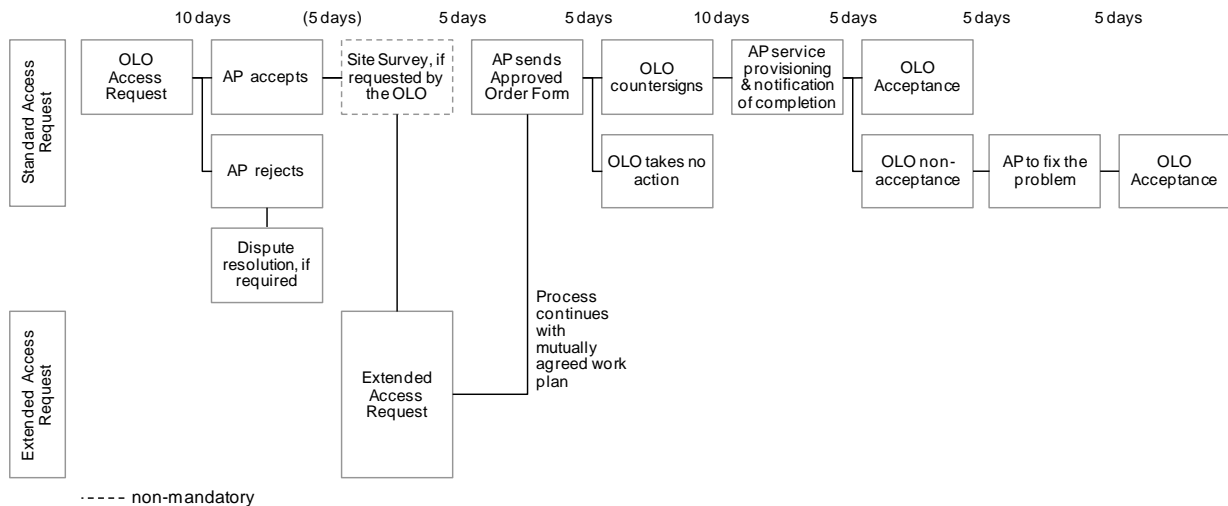 10 days
(5 days)
5 days
5 days
10 days
5 days
5 days
5 days
Standard Access
Request
OLO
Access
Request
AP accepts
Site Survey, if
requested by
the OLO
AP sends
Approved
Order Form
OLO
countersigns
AP service
provisioning
& notification
of completion
OLO
Acceptance
AP rejects
OLO takes no
action
OLO non-
acceptance
AP to fix the
problem
OLO
Acceptance
Dispute
resolution, if
required
Extended Access
Request
Extended
Access
Request
Process
continues
with
mutually
agreed work
plan
non-mandatory